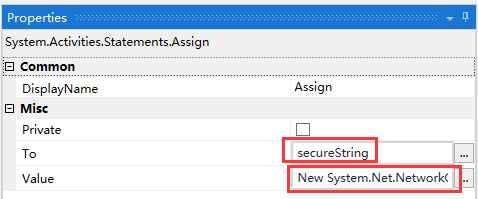 Properties
System.Activities.Statements.Assign
Common
DisplayName Assign
Misc
Private
To secureString ...
Value New System.Net.Network ...